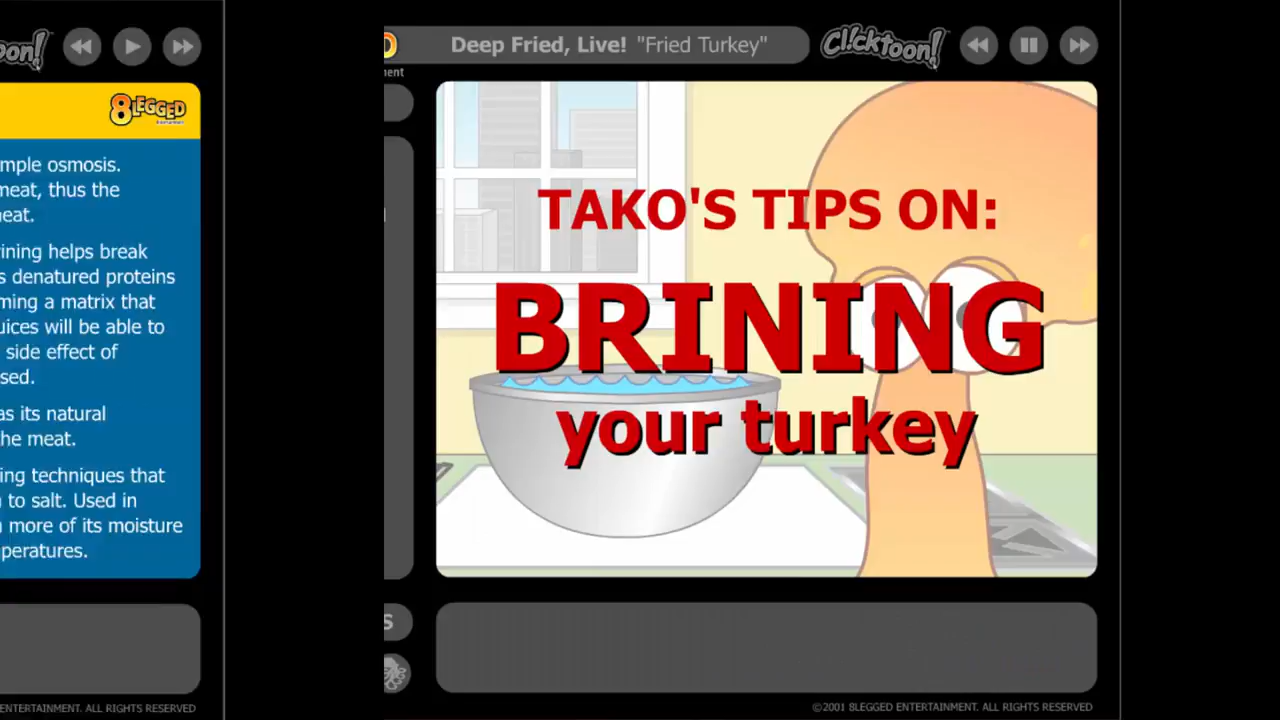 Deep Fried, Live! "Fried Turkey"
Cl!cktoon!
8LEGGED
mple osmosis.
meat, thus the
eat.
ining helps break
s denatured proteins
ming a matrix that
uices will be able to
side effect of
sed.
as its natural
he meat.
ing techniques that
to salt. Used in
more of its moisture
peratures.
ENTERTAINMENT. ALL RIGHTS RESERVED
TAKO'S TIPS ON:
BRINING
your turkey
©2001 8LEGGED ENTERTAINMENT. ALL RIGHTS RESERVED